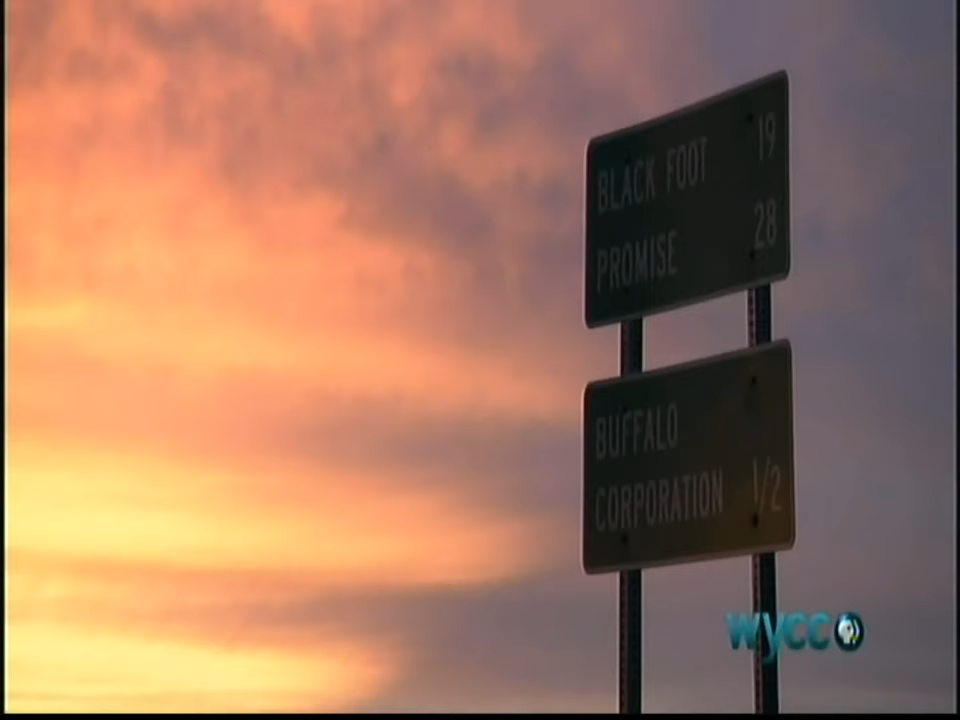 BLACK FOOT 19
PROMISE 28
BUFFALO
CORPORATION 1/2
wycc